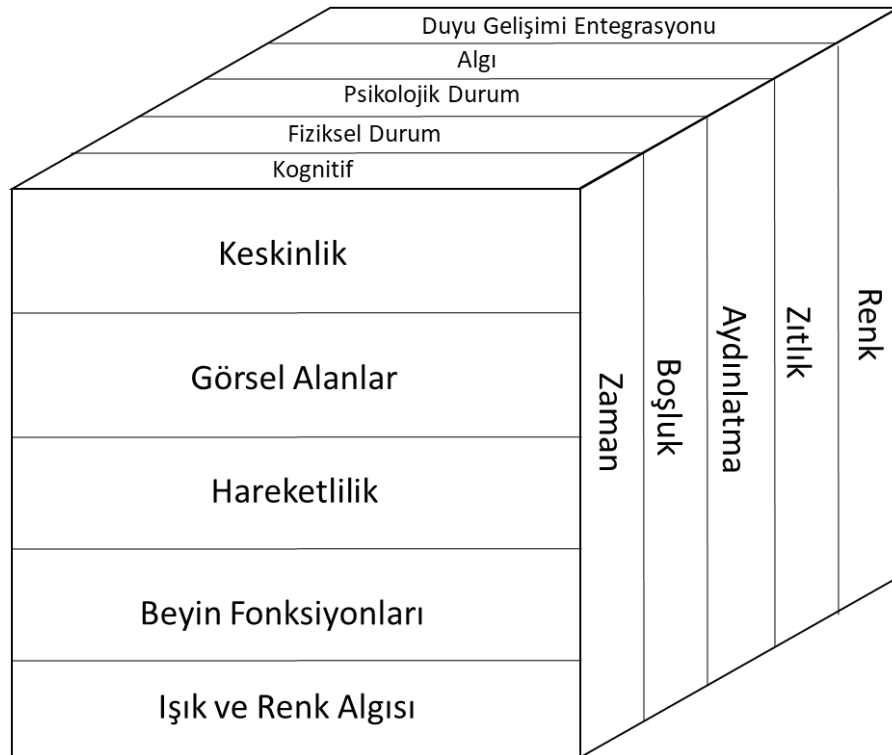 Duyu Gelişimi Entegrasyonu
Algı
Psikolojik Durum
Fiziksel Durum
Kognitif
Keskinlik
Görsel Alanlar
Hareketlilik
Beyin Fonksiyonları
Işık ve Renk Algısı
Zaman
Boşluk
Aydınlatma
Zıtlık
Renk